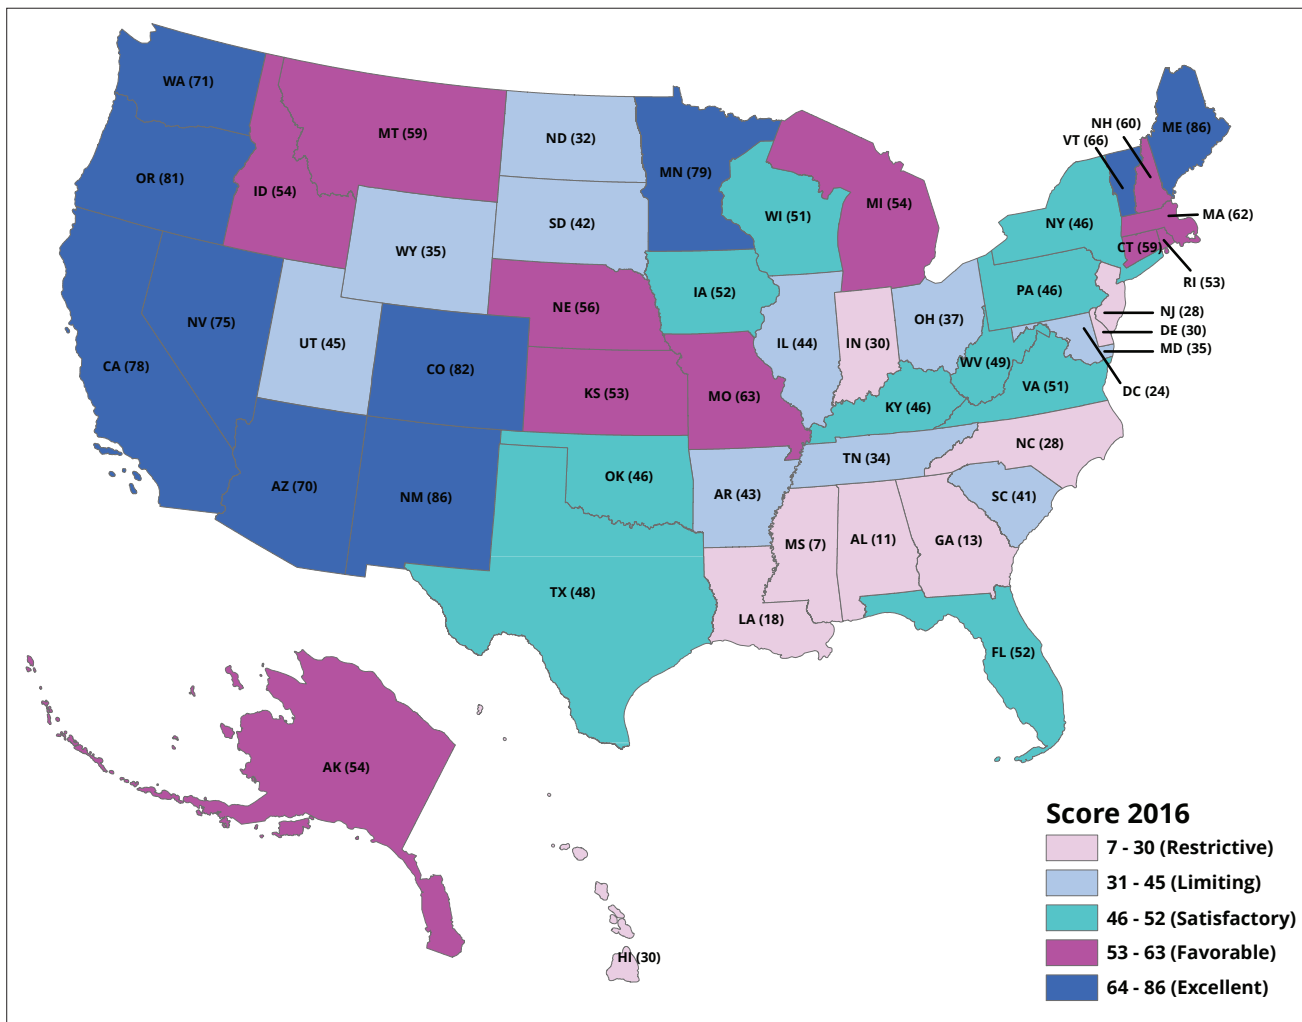 WA (71)
OR (81)
CA (78)
NV (75)
ID (54)
MT (59)
WY (35)
UT (45)
AZ (70)
CO (82)
NM (86)
ND (32)
SD (42)
NE (56)
KS (53)
OK (46)
TX (48)
MN (79)
IA (52)
MO (63)
AR (43)
LA (18)
WI (51)
IL (44)
MI (54)
IN (30)
OH (37)
KY (46)
TN (34)
MS (7)
AL (11)
GA (13)
FL (52)
SC (41)
NC (28)
VA (51)
WV (49)
PA (46)
NY (46)
VT (66)
NH (60)
ME (86)
MA (62)
CT (59)
RI (53)
NJ (28)
DE (30)
MD (35)
DC (24)
AK (54)
HI (30)
Score 2016
7 - 30 (Restrictive)
31 - 45 (Limiting)
46 - 52 (Satisfactory)
53 - 63 (Favorable)
64 - 86 (Excellent)